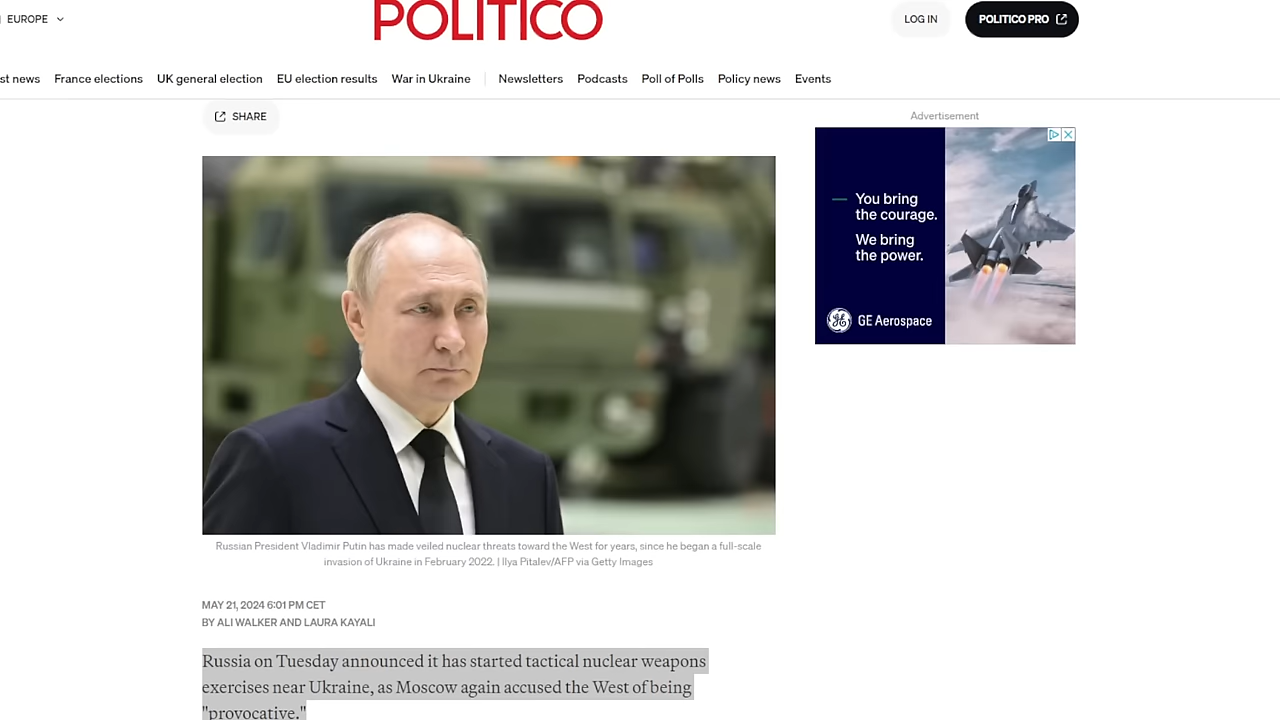 EUROPE
POLITICO
LOG IN
POLITICO PRO
st news
France elections
UK general election
EU election results
War in Ukraine
Newsletters
Podcasts
Poll of Polls
Policy news
Events
SHARE
Advertisement
You bring
the courage.
We bring
the power.
GE Aerospace
Russian President Vladimir Putin has made veiled nuclear threats toward the West for years, since he began a full-scale
invasion of Ukraine in February 2022. | Ilya Pitalev/AFP via Getty Images
MAY 21, 2024 6:01 PM CET
BY ALI WALKER AND LAURA KAYALI
Russia on Tuesday announced it has started tactical nuclear weapons
exercises near Ukraine, as Moscow again accused the West of being
"provocative."